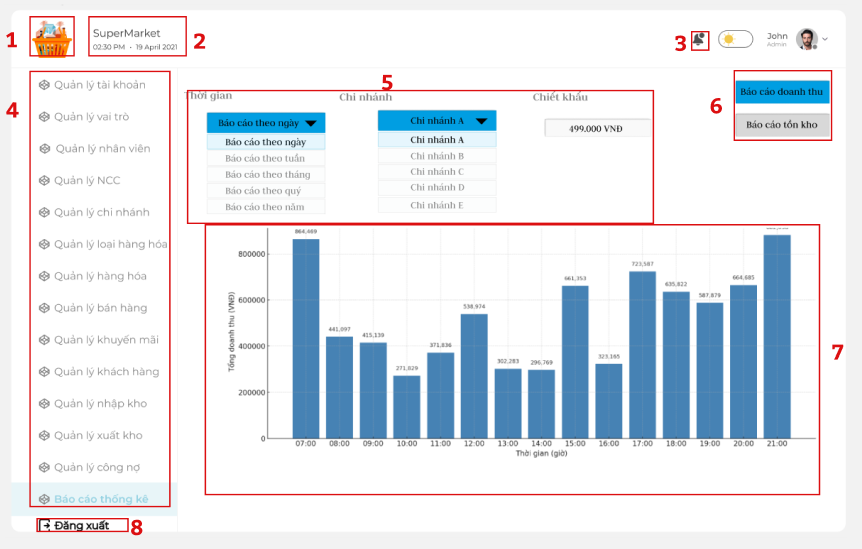 1
SuperMarket
02:30 PM • 19 April 2021
2
3
John
Admin
4
Quản lý tài khoản
Quản lý vai trò
Quản lý nhân viên
Quản lý NCC
Quản lý chi nhánh
Quản lý loại hàng hóa
Quản lý hàng hóa
Quản lý bán hàng
Quản lý khuyến mãi
Quản lý khách hàng
Quản lý nhập kho
Quản lý xuất kho
Quản lý công nợ
Báo cáo thống kê
Đăng xuất
8
5
Thời gian
Chi nhánh
Chiết khấu
Báo cáo theo ngày
Báo cáo theo ngày
Báo cáo theo tuần
Báo cáo theo tháng
Báo cáo theo quý
Báo cáo theo năm
Chi nhánh A
Chi nhánh A
Chi nhánh B
Chi nhánh C
Chi nhánh D
Chi nhánh E
499.000 VNĐ
6
Báo cáo doanh thu
Báo cáo tồn kho
7
Tổng doanh thu (VNĐ)
800000
600000
400000
200000
0
864,469
441,097
415,139
271,629
371,836
538,974
302,283
296,769
661,353
323,165
723,587
635,822
587,879
664,685
07:00 08:00 09:00 10:00 11:00 12:00 13:00 14:00 15:00 16:00 17:00 18:00 19:00 20:00 21:00
Thời gian (giờ)